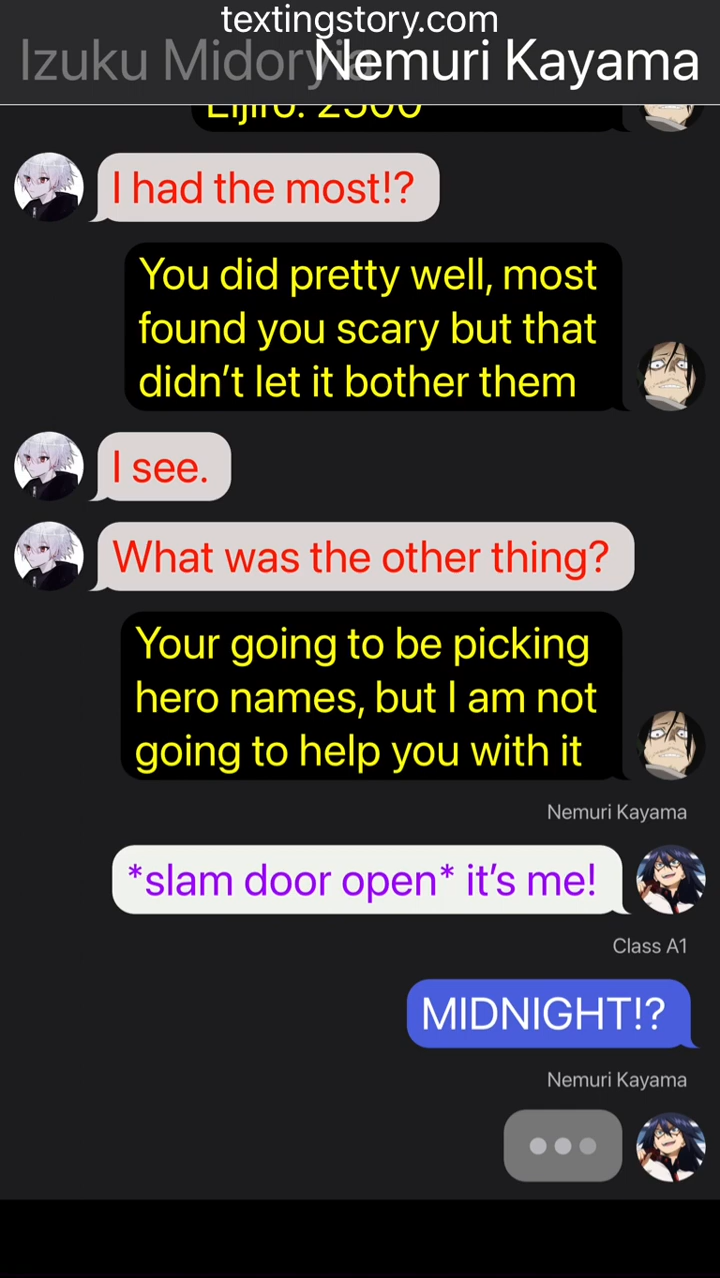 textingstory.com
Izuku Midoryia Nemuri Kayama
Eijiro: 2500
I had the most!?
You did pretty well, most
found you scary but that
didn't let it bother them
I see.
What was the other thing?
Your going to be picking
hero names, but I am not
going to help you with it
Nemuri Kayama
*slam door open* it's me!
Class A1
MIDNIGHT!?
Nemuri Kayama